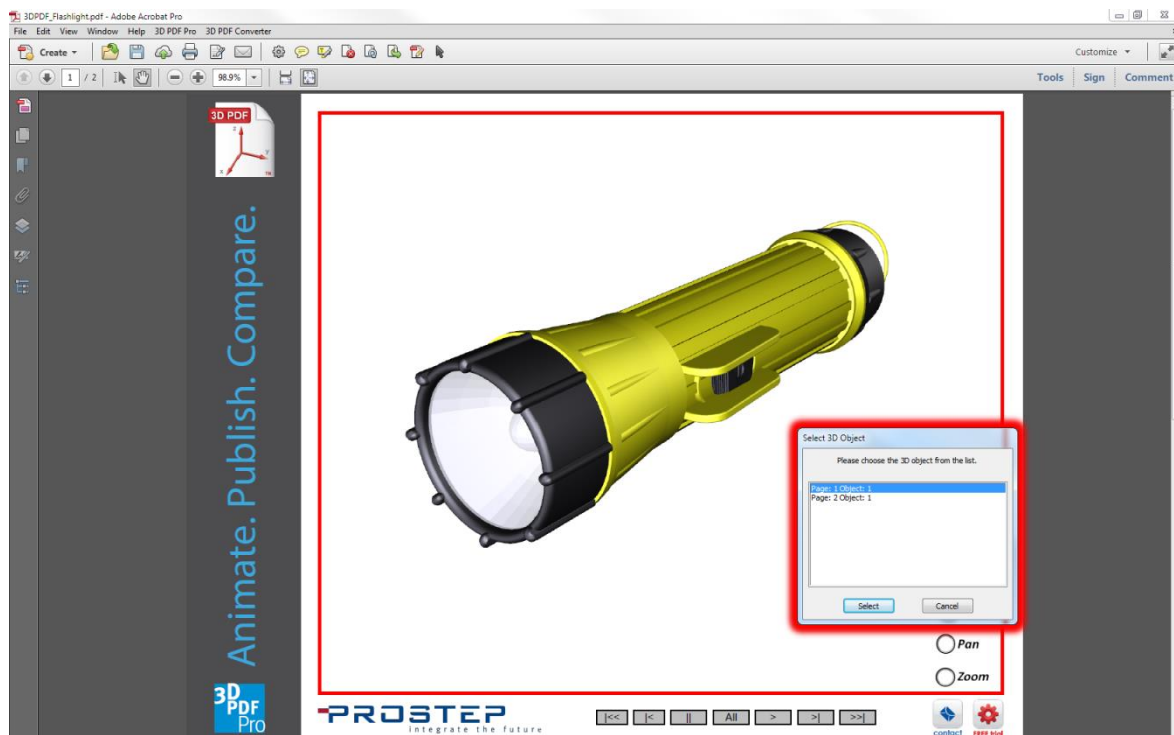 3DPDF_Flashlight.pdf - Adobe Acrobat Pro
File Edit View Window Help 3D PDF Pro 3D PDF Converter
Create Customize
1 / 2 98.9% Tools Sign Comment
3D PDF
z
y
x
TM
Animate. Publish. Compare.
Select 3D Object
Please choose the 3D object from the list.
Page: 1 Object: 1
Page: 2 Object: 1
Select Cancel
Pan
Zoom
3D
PDF
Pro
PROSTEP
integrate the future
|<< |< || All > >| >>|
contact FREE trial